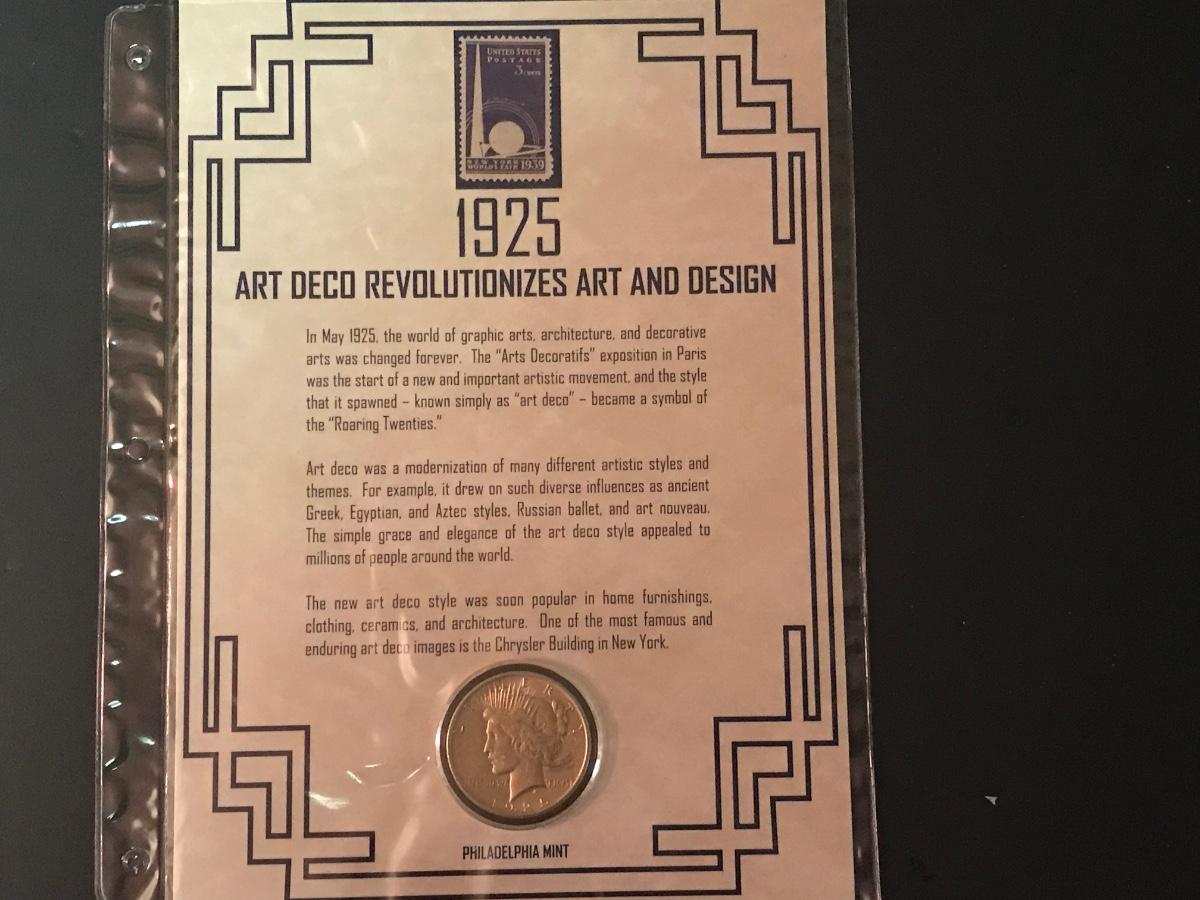 UNITED STATES
POSTAGE
3 CENTS
NEW YORK
WORLD'S FAIR 1939
1925
ART DECO REVOLUTIONIZES ART AND DESIGN
In May 1925, the world of graphic arts, architecture, and decorative
arts was changed forever. The "Arts Decoratifs" exposition in Paris
was the start of a new and important artistic movement, and the style
that it spawned – known simply as "art deco" – became a symbol of
the "Roaring Twenties."
Art deco was a modernization of many different artistic styles and
themes. For example, it drew on such diverse influences as ancient
Greek, Egyptian, and Aztec styles, Russian ballet, and art nouveau.
The simple grace and elegance of the art deco style appealed to
millions of people around the world.
The new art deco style was soon popular in home furnishings,
clothing, ceramics, and architecture. One of the most famous and
enduring art deco images is the Chrysler Building in New York.
1925
PHILADELPHIA MINT